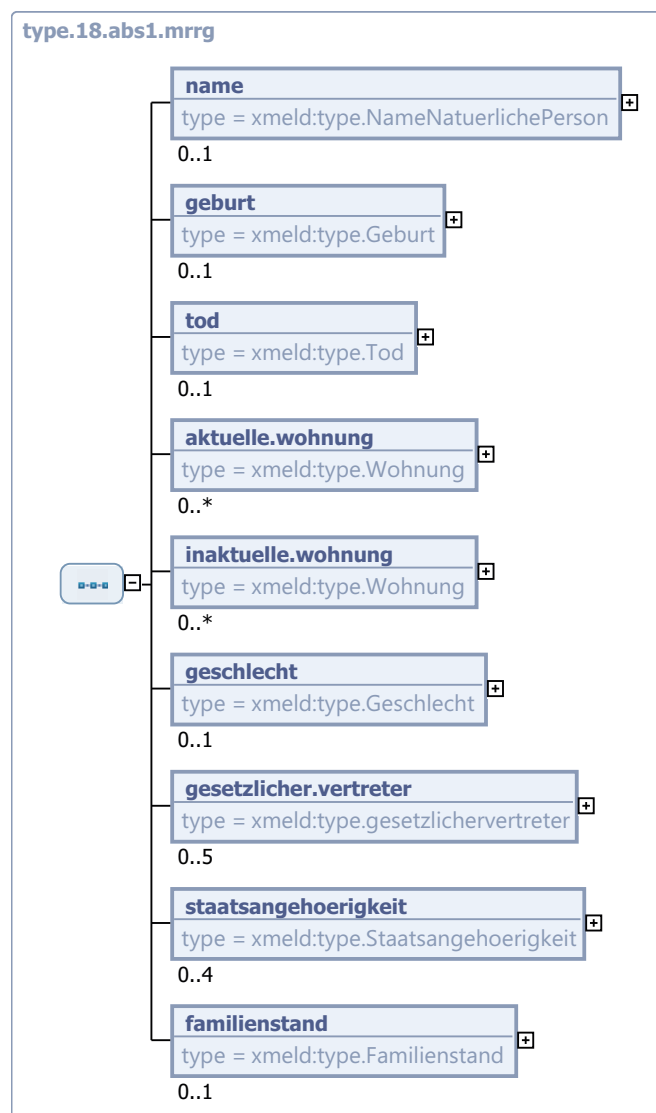 type.18.abs1.mrrg
name
type = xmeld:type.NameNatuerlichePerson
0..1
geburt
type = xmeld:type.Geburt
0..1
tod
type = xmeld:type.Tod
0..1
aktuelle.wohnung
type = xmeld:type.Wohnung
0..*
inaktuelle.wohnung
type = xmeld:type.Wohnung
0..*
geschlecht
type = xmeld:type.Geschlecht
0..1
gesetzlicher.vertreter
type = xmeld:type.gesetzlichervertreter
0..5
staatsangehoerigkeit
type = xmeld:type.Staatsangehoerigkeit
0..4
familienstand
type = xmeld:type.Familienstand
0..1